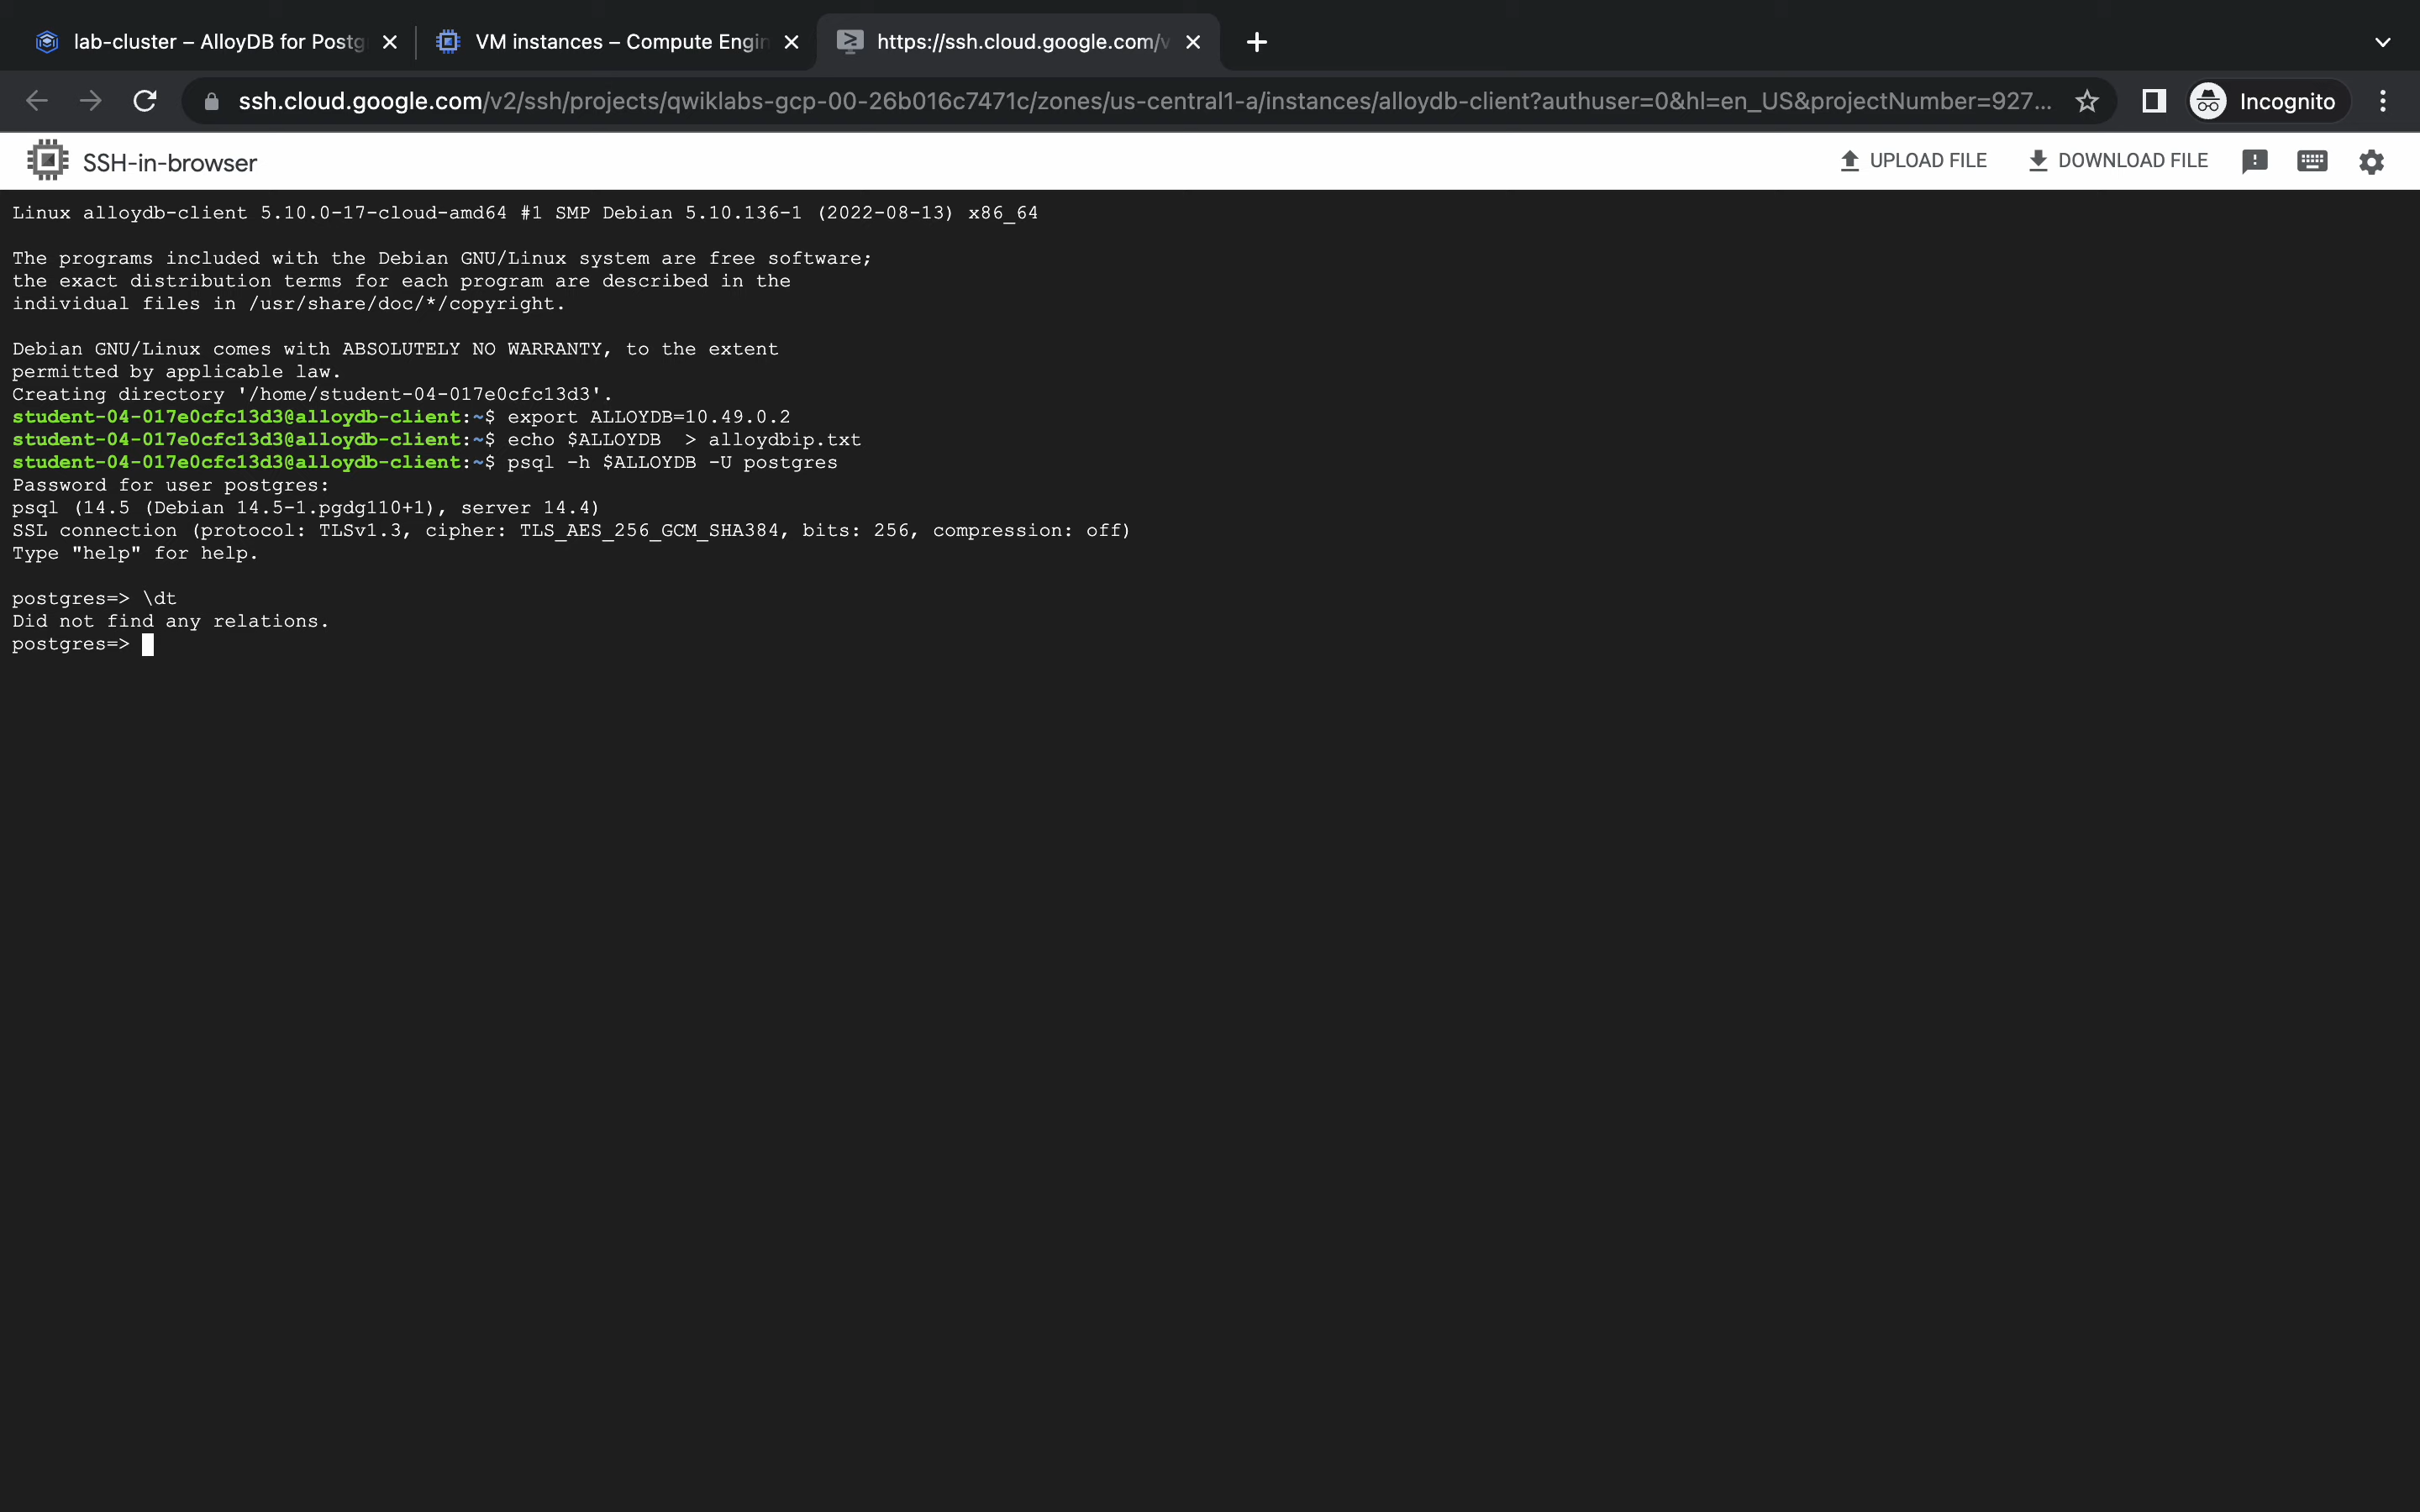 lab-cluster – AlloyDB for Postg
VM instances – Compute Engin
https://ssh.cloud.google.com/v
ssh.cloud.google.com/v2/ssh/projects/qwiklabs-gcp-00-26b016c7471c/zones/us-central1-a/instances/alloydb-client?authuser=0&hl=en_US&projectNumber=927...
Incognito
SSH-in-browser
UPLOAD FILE
DOWNLOAD FILE
Linux alloydb-client 5.10.0-17-cloud-amd64 #1 SMP Debian 5.10.136-1 (2022-08-13) x86_64
The programs included with the Debian GNU/Linux system are free software;
the exact distribution terms for each program are described in the
individual files in /usr/share/doc/*/copyright.
Debian GNU/Linux comes with ABSOLUTELY NO WARRANTY, to the extent
permitted by applicable law.
Creating directory '/home/student-04-017e0cfc13d3'.
student-04-017e0cfc13d3@alloydb-client:~$ export ALLOYDB=10.49.0.2
student-04-017e0cfc13d3@alloydb-client:~$ echo $ALLOYDB  > alloydbip.txt
student-04-017e0cfc13d3@alloydb-client:~$ psql -h $ALLOYDB -U postgres
Password for user postgres:
psql (14.5 (Debian 14.5-1.pgdg110+1), server 14.4)
SSL connection (protocol: TLSv1.3, cipher: TLS_AES_256_GCM_SHA384, bits: 256, compression: off)
Type "help" for help.
postgres=> \dt
Did not find any relations.
postgres=>